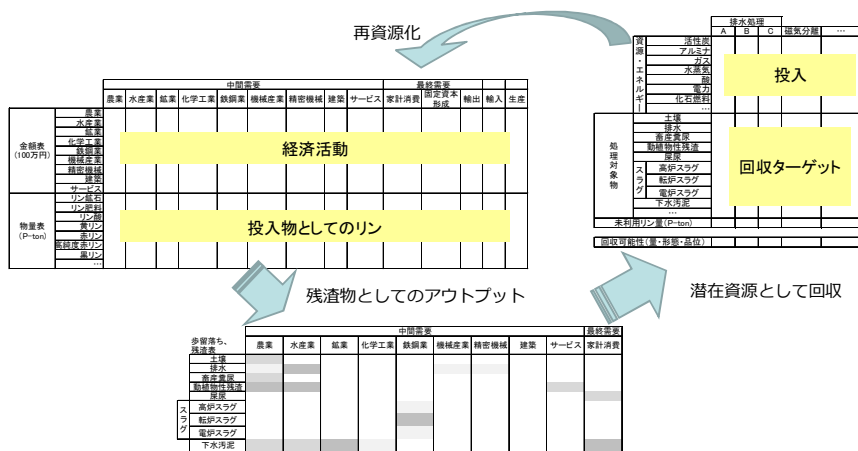 再資源化
中間需要 最終需要
農業 水産業 鉱業 化学工業 鉄鋼業 機械産業 精密機械 建築 サービス 家計消費 固定資本形成 輸出 輸入 生産
金額表
(100万円)
農業
水産業
鉱業
化学工業
鉄鋼業
機械産業
精密機械
建築
サービス
経済活動
物量表
(P-ton)
リン鉱石
リン肥料
リン酸
黄リン
赤リン
高純度赤リン
黒リン
…
投入物としてのリン
排水処理
A B C 磁気分離 …
資源・エネルギー
活性炭
アルミナ
ガス
水蒸気
酸
電力
化石燃料
…
投入
処理対象物
土壌
排水
畜産糞尿
動植物性残渣
屎尿
スラグ
高炉スラグ
転炉スラグ
電炉スラグ
下水汚泥
…
回収ターゲット
未利用リン量(P-ton)
回収可能性(量・形態・品位)
残渣物としてのアウトプット
潜在資源として回収
中間需要 最終需要
歩留落ち、
残渣表
農業 水産業 鉱業 化学工業 鉄鋼業 機械産業 精密機械 建築 サービス 家計消費
土壌
排水
畜産糞尿
動植物性残渣
屎尿
スラグ
高炉スラグ
転炉スラグ
電炉スラグ
下水汚泥